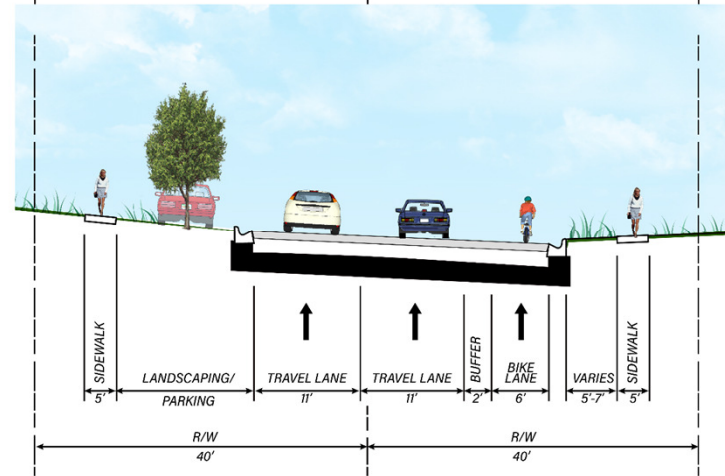 SIDEWALK
5'
LANDSCAPING/
PARKING
TRAVEL LANE
11'
TRAVEL LANE
11'
BUFFER
2'
BIKE
LANE
6'
VARIES
5'-7'
SIDEWALK
5'
R/W
40'
R/W
40'